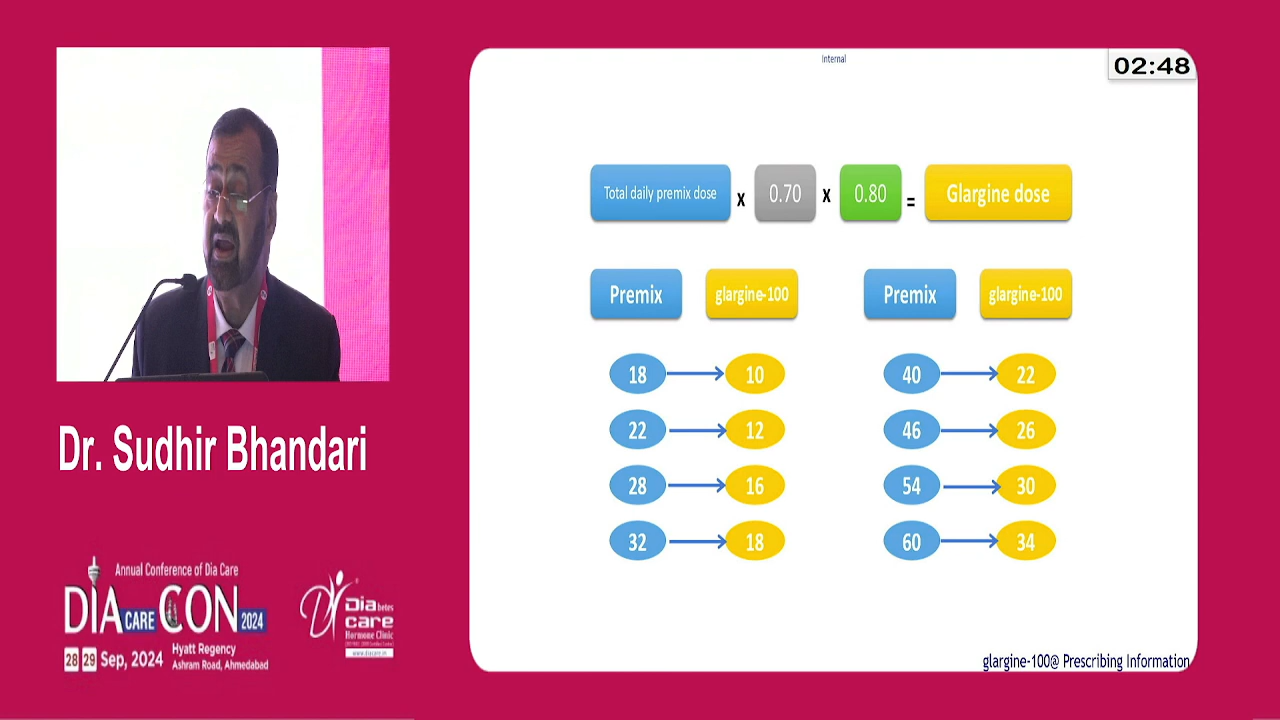 Internal
02:48
Total daily premix dose x 0.70 x 0.80 = Glargine dose
Premix glargine-100 Premix glargine-100
18 10 40 22
22 12 46 26
28 16 54 30
32 18 60 34
glargine-100@ Prescribing Information
Dr. Sudhir Bhandari
Annual Conference of Dia Care
DIA CARE CON 2024
28 29 Sep, 2024
Hyatt Regency
Ashram Road, Ahmedabad
Diabetes
care
Hormone Clinic
www.diacare.in